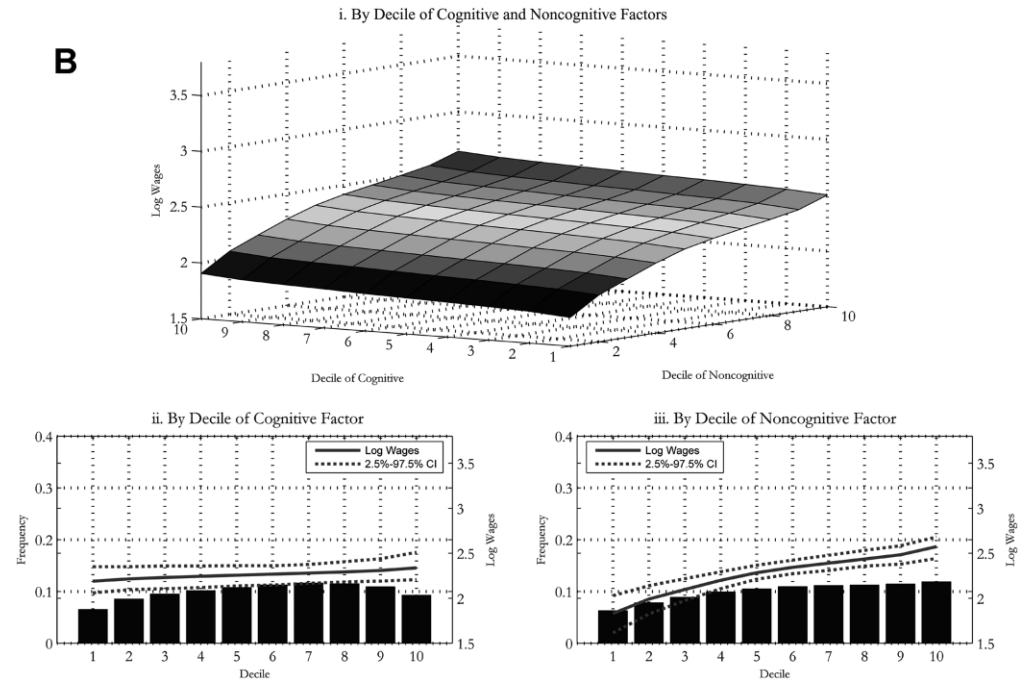 i. By Decile of Cognitive and Noncognitive Factors
B
3.5
3
2.5
2
1.5
Log Wages
10 9 8 7 6 5 4 3 2 1
Decile of Cognitive
2 4 6 8 10
Decile of Noncognitive
ii. By Decile of Cognitive Factor
Log Wages
2.5%-97.5% CI
0.4
0.3
0.2
0.1
0
Frequency
3.5
3
2.5
2
1.5
Log Wages
1 2 3 4 5 6 7 8 9 10
Decile
iii. By Decile of Noncognitive Factor
Log Wages
2.5%-97.5% CI
0.4
0.3
0.2
0.1
0
Frequency
3.5
3
2.5
2
1.5
Log Wages
1 2 3 4 5 6 7 8 9 10
Decile